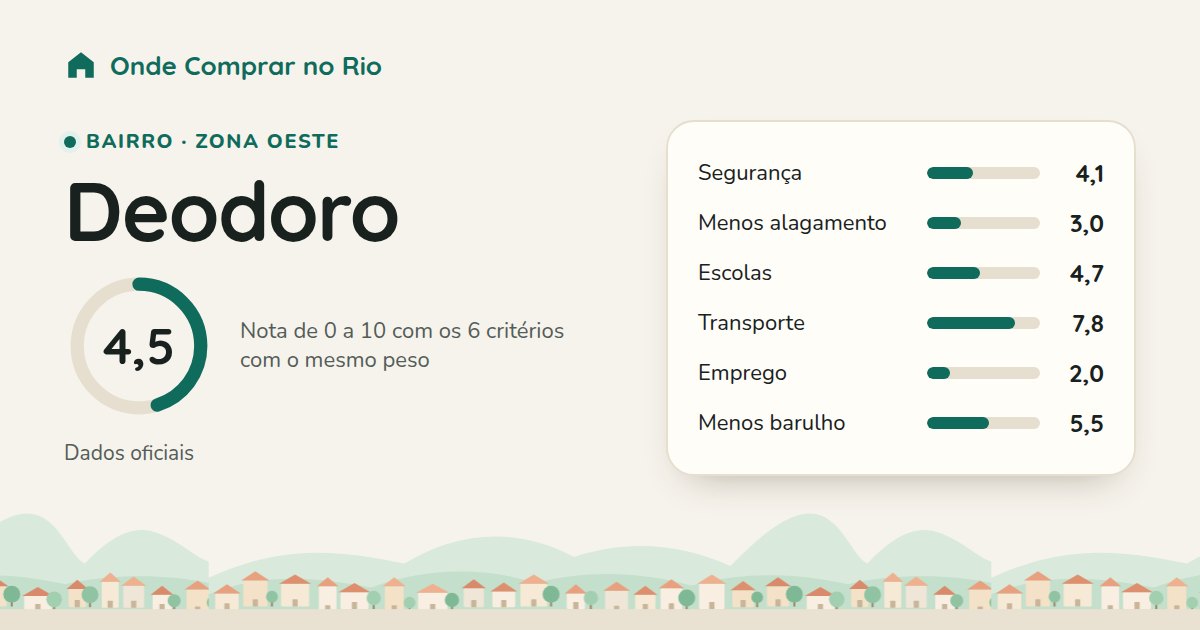 Onde Comprar no Rio
BAIRRO · ZONA OESTE
Deodoro
4,5
Nota de 0 a 10 com os 6 critérios
com o mesmo peso
Dados oficiais
Segurança 4,1
Menos alagamento 3,0
Escolas 4,7
Transporte 7,8
Emprego 2,0
Menos barulho 5,5